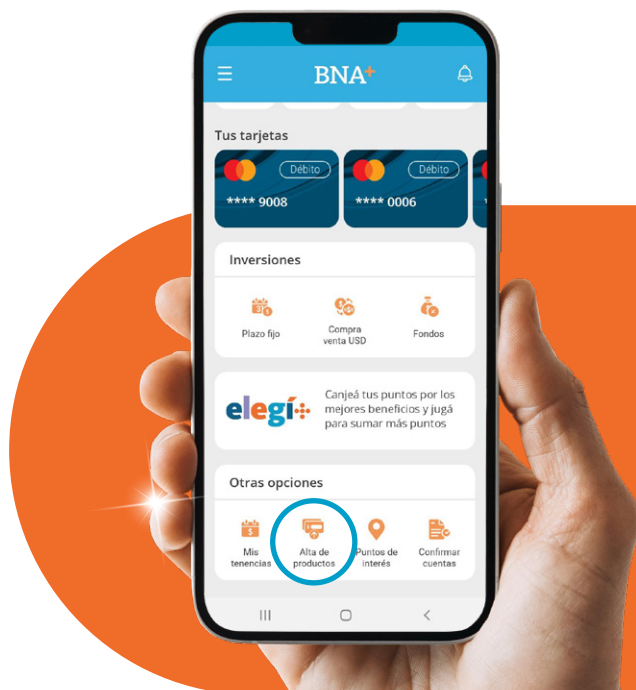 BNA+
Tus tarjetas
Débito
Débito
**** 9008
**** 0006
Inversiones
Plazo fijo
Compra
venta USD
Fondos
elegí
Canjeá tus puntos por los
mejores beneficios y jugá
para sumar más puntos
Otras opciones
Mis
tenencias
Alta de
productos
Puntos de
interés
Confirmar
cuentas